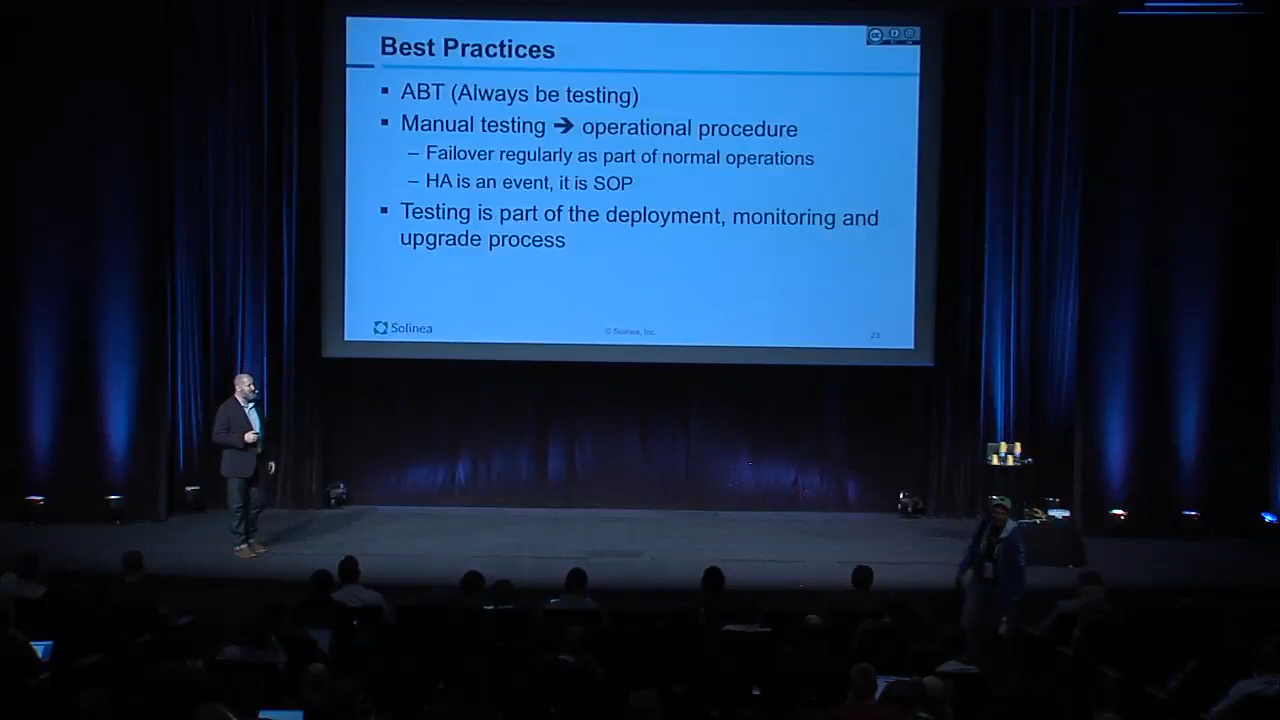 Best Practices
ABT (Always be testing)
Manual testing ➔ operational procedure
– Failover regularly as part of normal operations
– HA is an event, it is SOP
Testing is part of the deployment, monitoring and
upgrade process
Solinea
© Solinea, Inc.
23